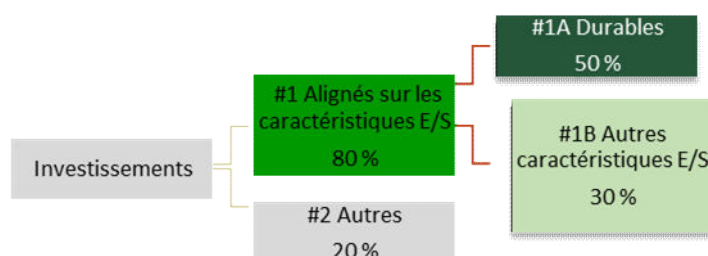 Investissements
#1 Alignés sur les
caractéristiques E/S
80 %
#2 Autres
20 %
#1A Durables
50 %
#1B Autres
caractéristiques E/S
30 %